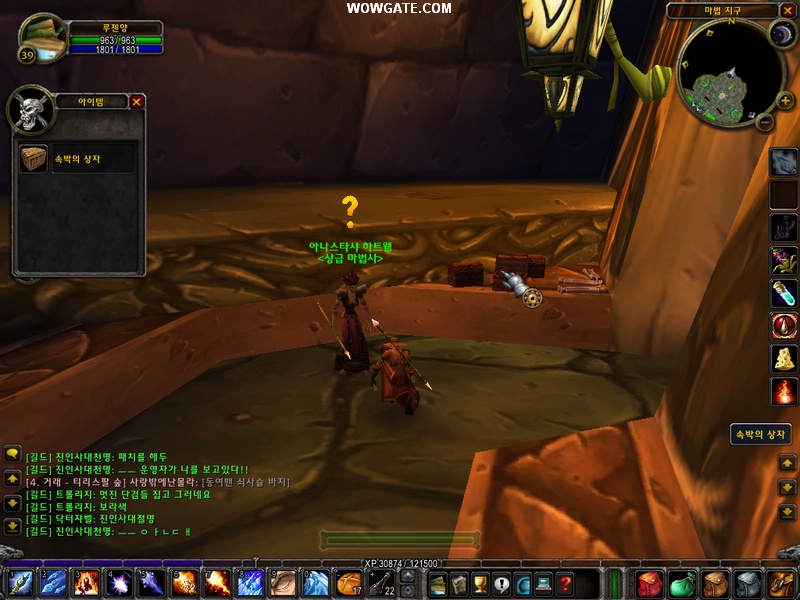 WOWGATE.COM
루젠양
963 / 963
1801 / 1801
39
마법 지구
N
아이템
속박의 상자
아니스타샤 하트웰
<상급 마법사>
속박의 상자
[길드] 진인사대천명: 패치를 해두
[길드] 진인사대천명: ㅡㅡ 운영자가 나를 보고있다!!
[4. 거래 - 티리스팔 숲] 사랑밖에난몰라: [동여맨 쇠사슬 바지]
[길드] 트롤리지: 멋진 단검들 집고 그러네요
[길드] 트롤리지: 보라색
[길드] 닥터쟈벨: 진인사대절명
[길드] 진인사대천명: ㅡㅡ ㅇㅏㄴㄷㅐ
XP 30874 / 121500
17
22